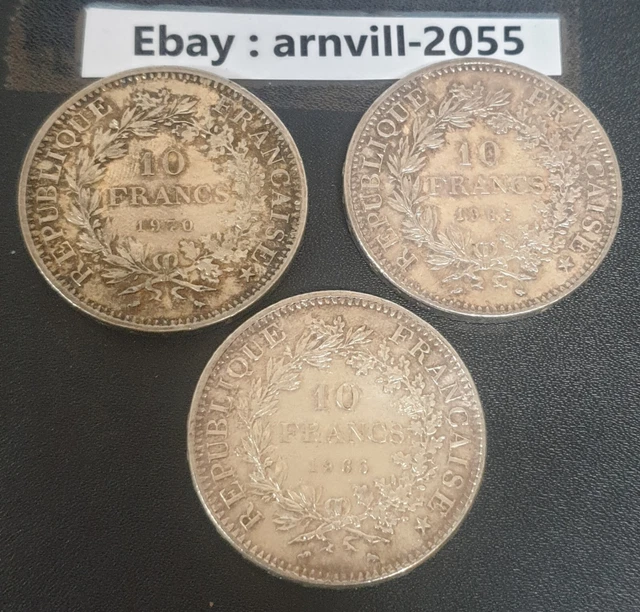 Ebay : arnvill-2055
REPUBLIQUE FRANCAISE
10
FRANCS
1970
REPUBLIQUE FRANCAISE
10
FRANCS
REPUBLIQUE FRANCAISE
10
FRANCS